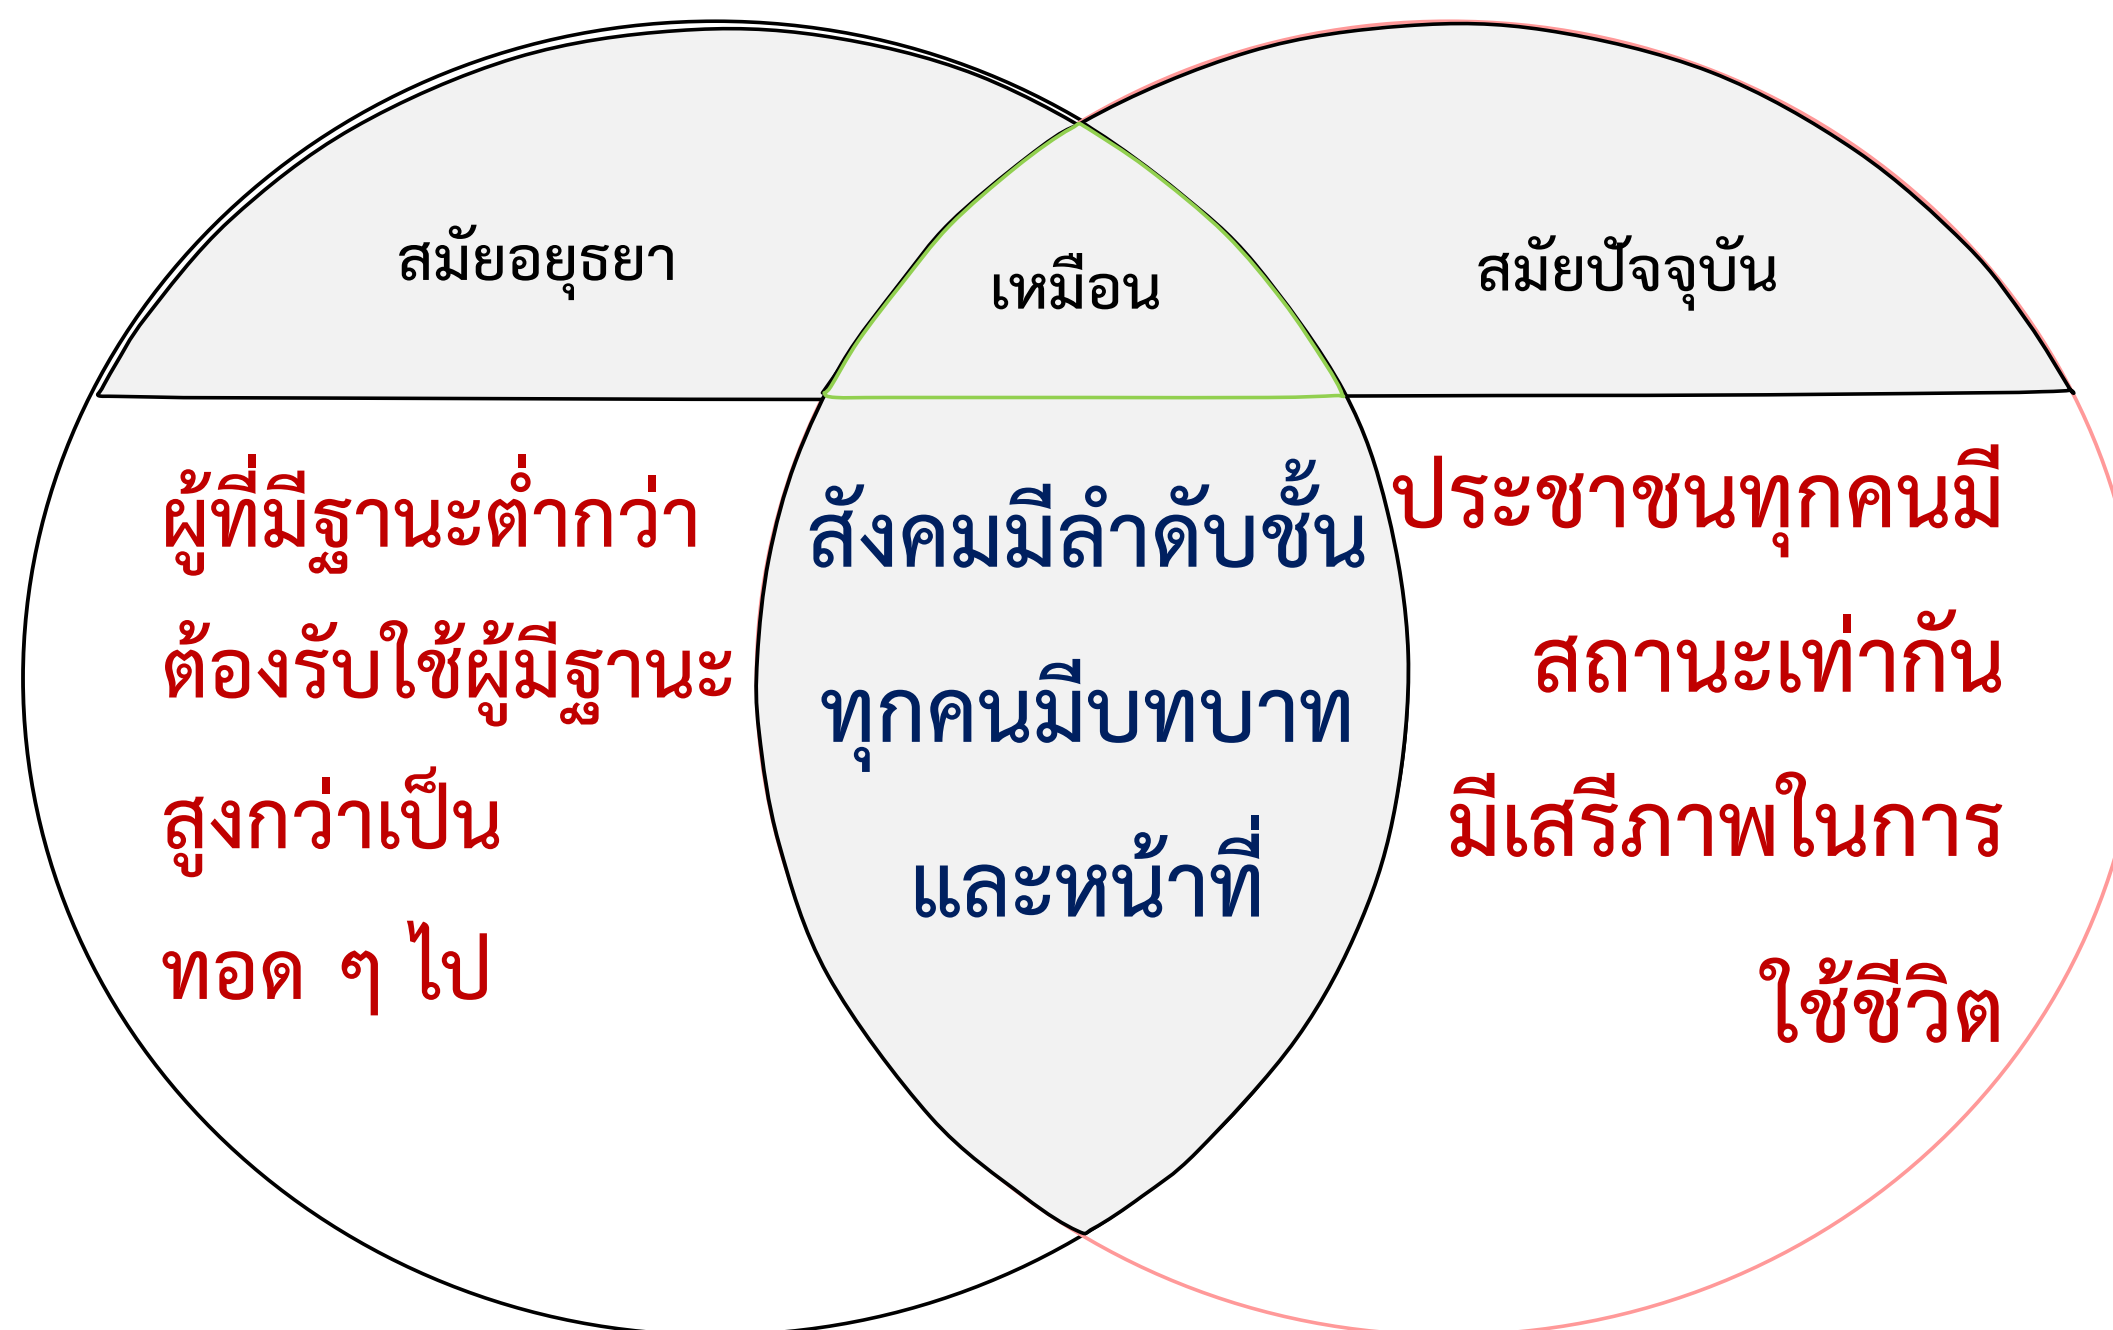 สมัยอยุธยา
เหมือน
สมัยปัจจุบัน
ผู้ที่มีฐานะต่ำกว่า
ต้องรับใช้ผู้มีฐานะ
สูงกว่าเป็น
ทอด ๆ ไป
สังคมมีลำดับชั้น
ทุกคนมีบทบาท
และหน้าที่
ประชาชนทุกคนมี
สถานะเท่ากัน
มีเสรีภาพในการ
ใช้ชีวิต